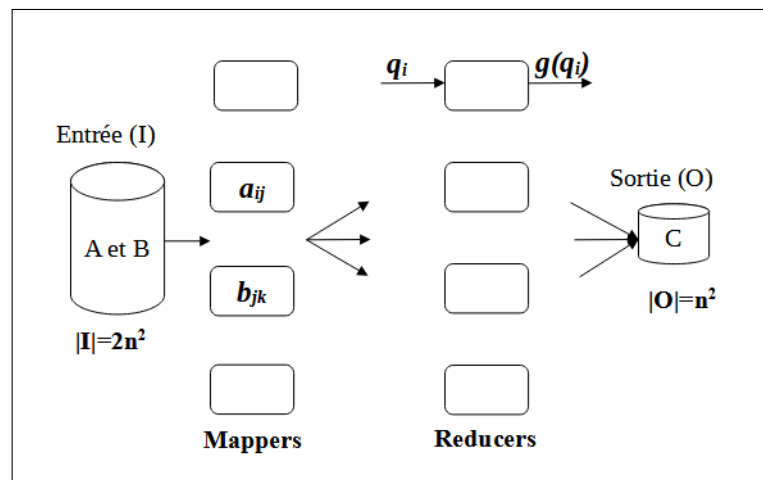 qᵢ
g(qᵢ)
Entrée (I)
aᵢⱼ
Sortie (O)
A et B
C
bⱼₖ
|O|=n²
|I|=2n²
Mappers
Reducers